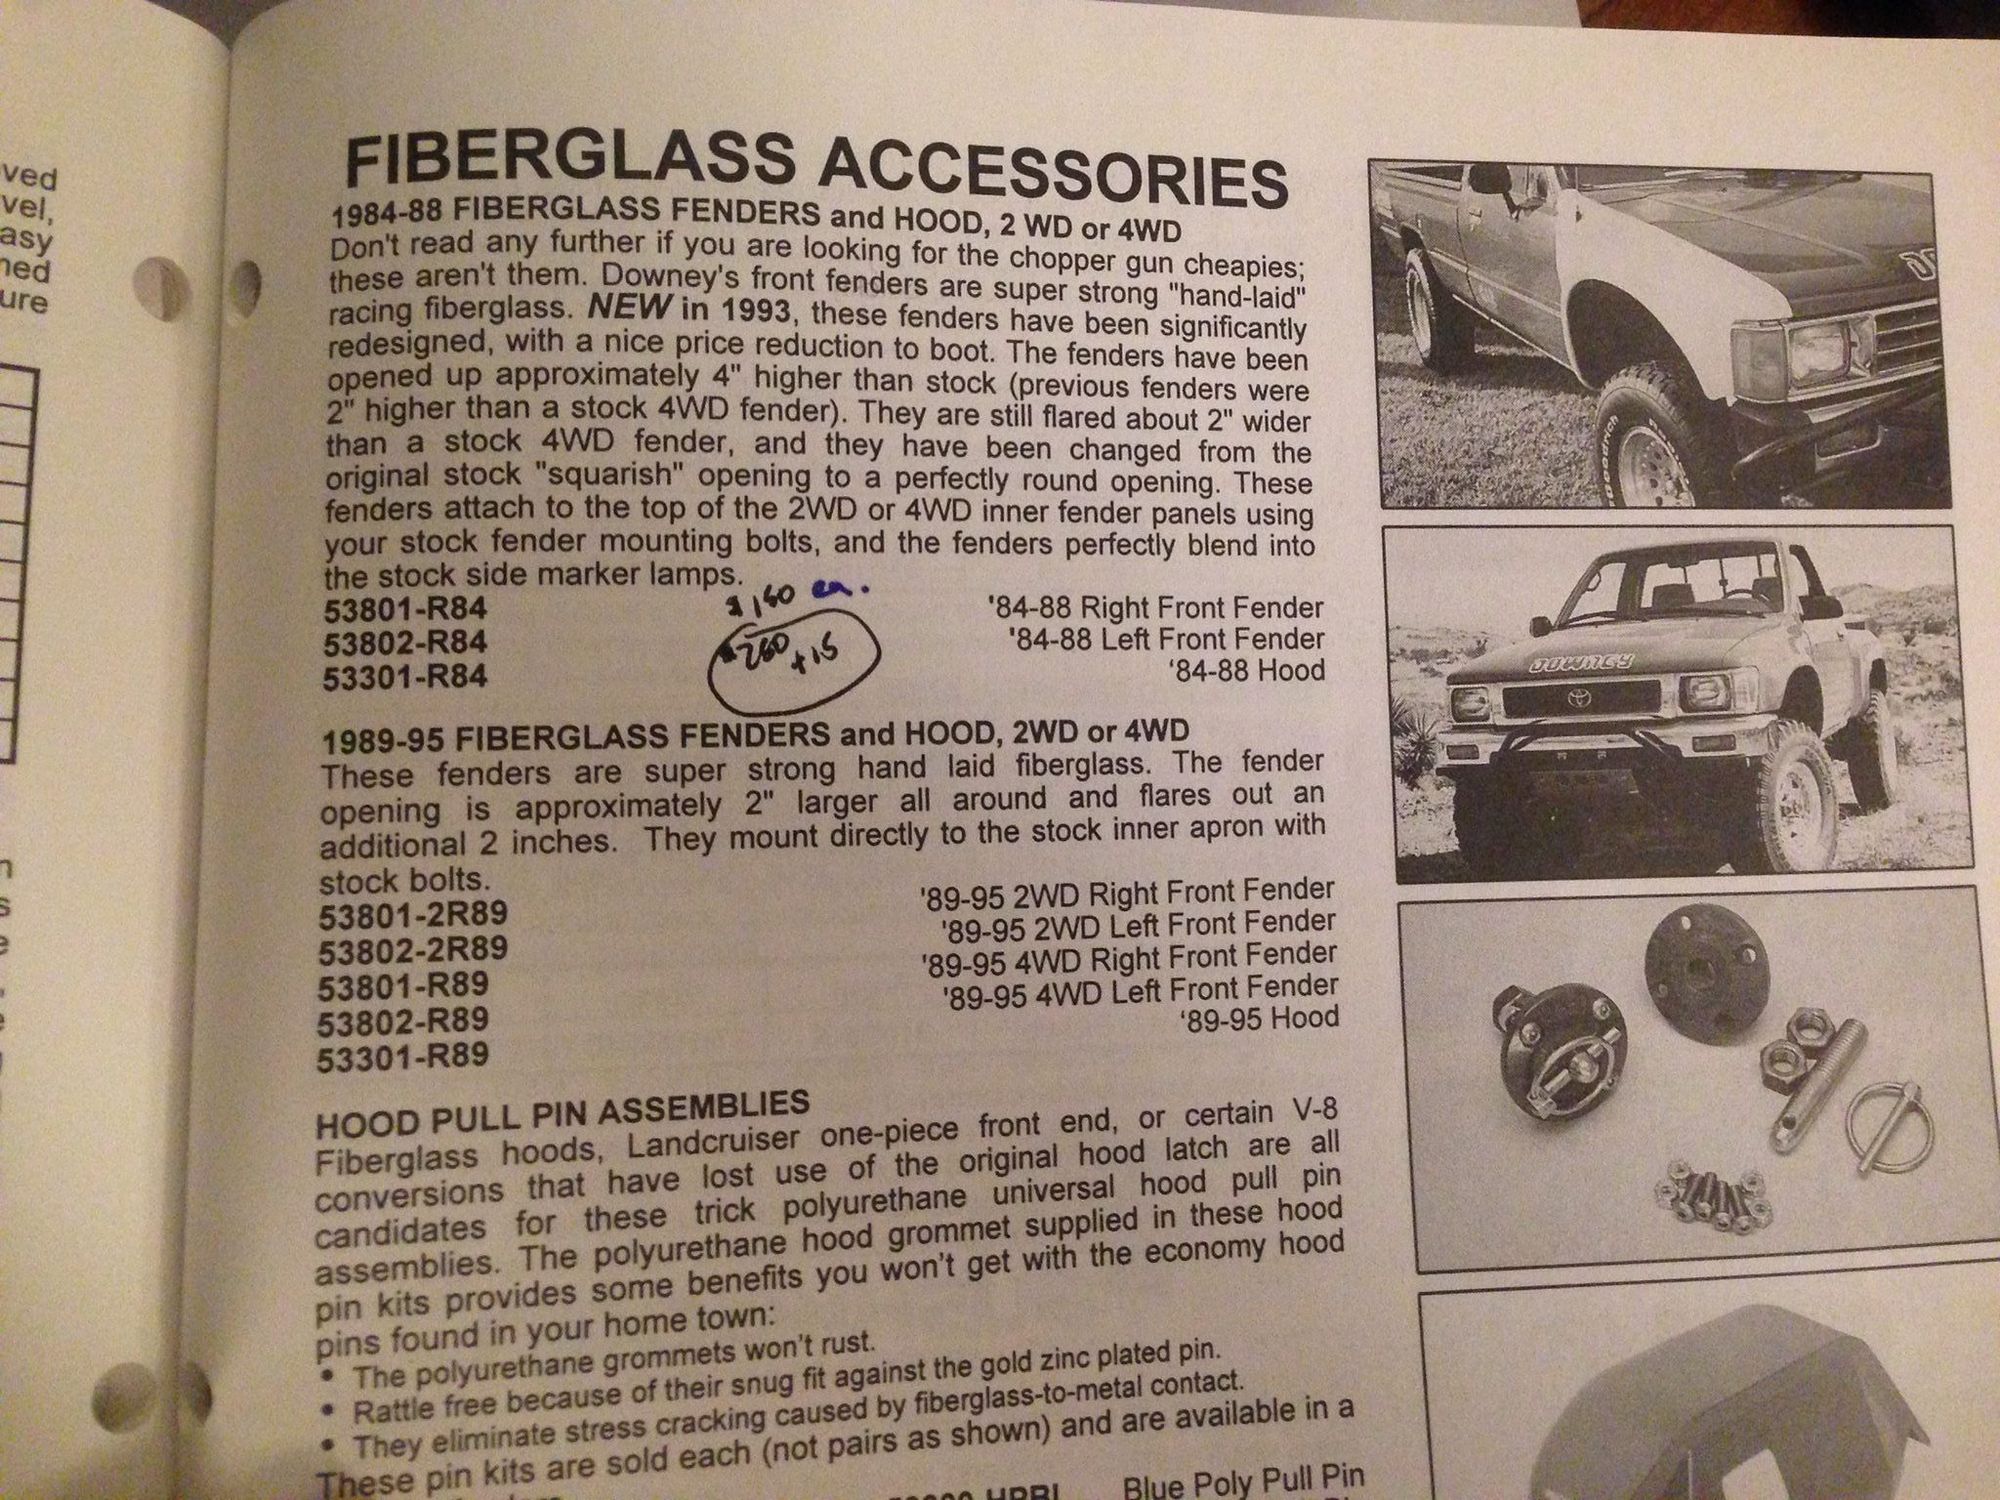 ved
vel,
asy
ned
ure
FIBERGLASS ACCESSORIES
1984-88 FIBERGLASS FENDERS and HOOD, 2 WD or 4WD
Don't read any further if you are looking for the chopper gun cheapies;
these aren't them. Downey's front fenders are super strong "hand-laid"
racing fiberglass. NEW in 1993, these fenders have been significantly
redesigned, with a nice price reduction to boot. The fenders have been
opened up approximately 4" higher than stock (previous fenders were
2" higher than a stock 4WD fender). They are still flared about 2" wider
than a stock 4WD fender, and they have been changed from the
original stock "squarish" opening to a perfectly round opening. These
fenders attach to the top of the 2WD or 4WD inner fender panels using
your stock fender mounting bolts, and the fenders perfectly blend into
the stock side marker lamps.
ea.
53801-R84 '84-88 Right Front Fender
53802-R84 '84-88 Left Front Fender
+15
53301-R84 '84-88 Hood
1989-95 FIBERGLASS FENDERS and HOOD, 2WD or 4WD
These fenders are super strong hand laid fiberglass. The fender
opening is approximately 2" larger all around and flares out an
additional 2 inches. They mount directly to the stock inner apron with
stock bolts.
53801-2R89 '89-95 2WD Right Front Fender
53802-2R89 '89-95 2WD Left Front Fender
53801-R89 '89-95 4WD Right Front Fender
53802-R89 '89-95 4WD Left Front Fender
53301-R89 '89-95 Hood
HOOD PULL PIN ASSEMBLIES
Fiberglass hoods, Landcruiser one-piece front end, or certain V-8
conversions that have lost use of the original hood latch are all
candidates for these trick polyurethane universal hood pull pin
assemblies. The polyurethane hood grommet supplied in these hood
pin kits provides some benefits you won't get with the economy hood
pins found in your home town:
• The polyurethane grommets won't rust.
• Rattle free because of their snug fit against the gold zinc plated pin.
• They eliminate stress cracking caused by fiberglass-to-metal contact.
These pin kits are sold each (not pairs as shown) and are available in a
Blue Poly Pull Pin
DOWNEY